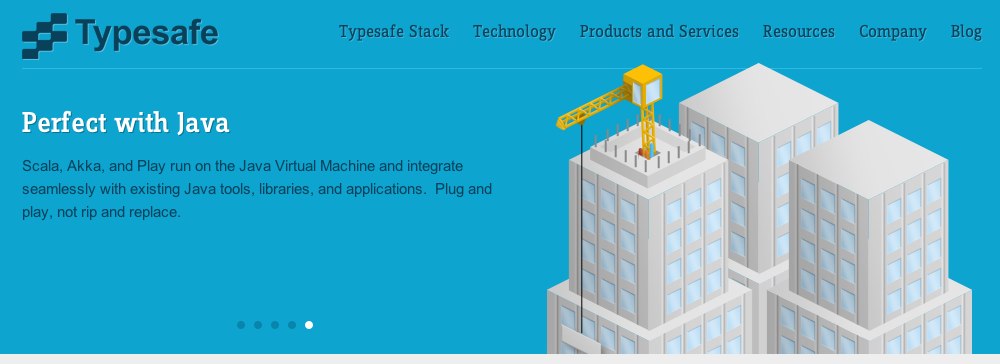 Typesafe
Typesafe Stack Technology Products and Services Resources Company Blog
Perfect with Java
Scala, Akka, and Play run on the Java Virtual Machine and integrate
seamlessly with existing Java tools, libraries, and applications.  Plug and
play, not rip and replace.